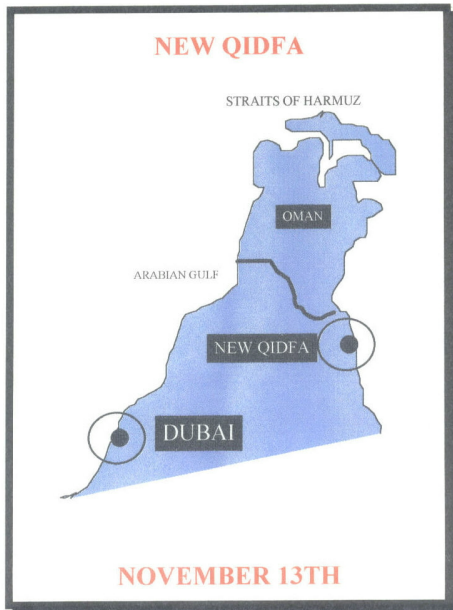 NEW QIDFA
STRAITS OF HARMUZ
OMAN
ARABIAN GULF
NEW QIDFA
DUBAI
NOVEMBER 13TH